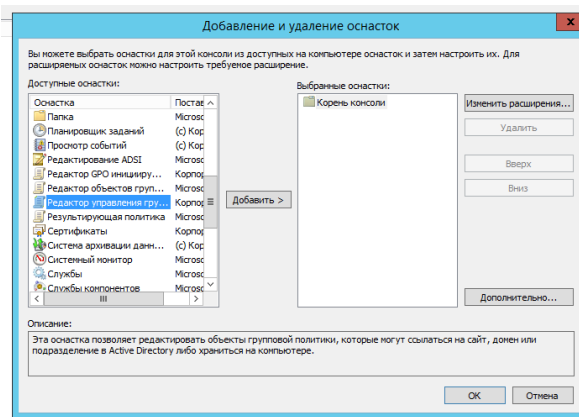 Добавление и удаление оснасток
x
Вы можете выбрать оснастки для этой консоли из доступных на компьютере оснасток и затем настроить их. Для
расширяемых оснасток можно настроить требуемое расширение.
Доступные оснастки:
Оснастка Постав
Папка Microsc
Планировщик заданий (c) Кор
Просмотр событий (c) Кор
Редактирование ADSI Microsc
Редактор GPO иницииру... Корпор
Редактор объектов груп... Microsc
Редактор управления гру... Корпор
Результирующая политика Microsc
Сертификаты Корпор
Система архивации данн... (c) Кор
Системный монитор Microsc
Службы Microsc
Службы компонентов Microsc
Добавить >
Выбранные оснастки:
Корень консоли
Изменить расширения...
Удалить
Вверх
Вниз
Дополнительно...
Описание:
Эта оснастка позволяет редактировать объекты групповой политики, которые могут ссылаться на сайт, домен или
подразделение в Active Directory либо храниться на компьютере.
ОК Отмена